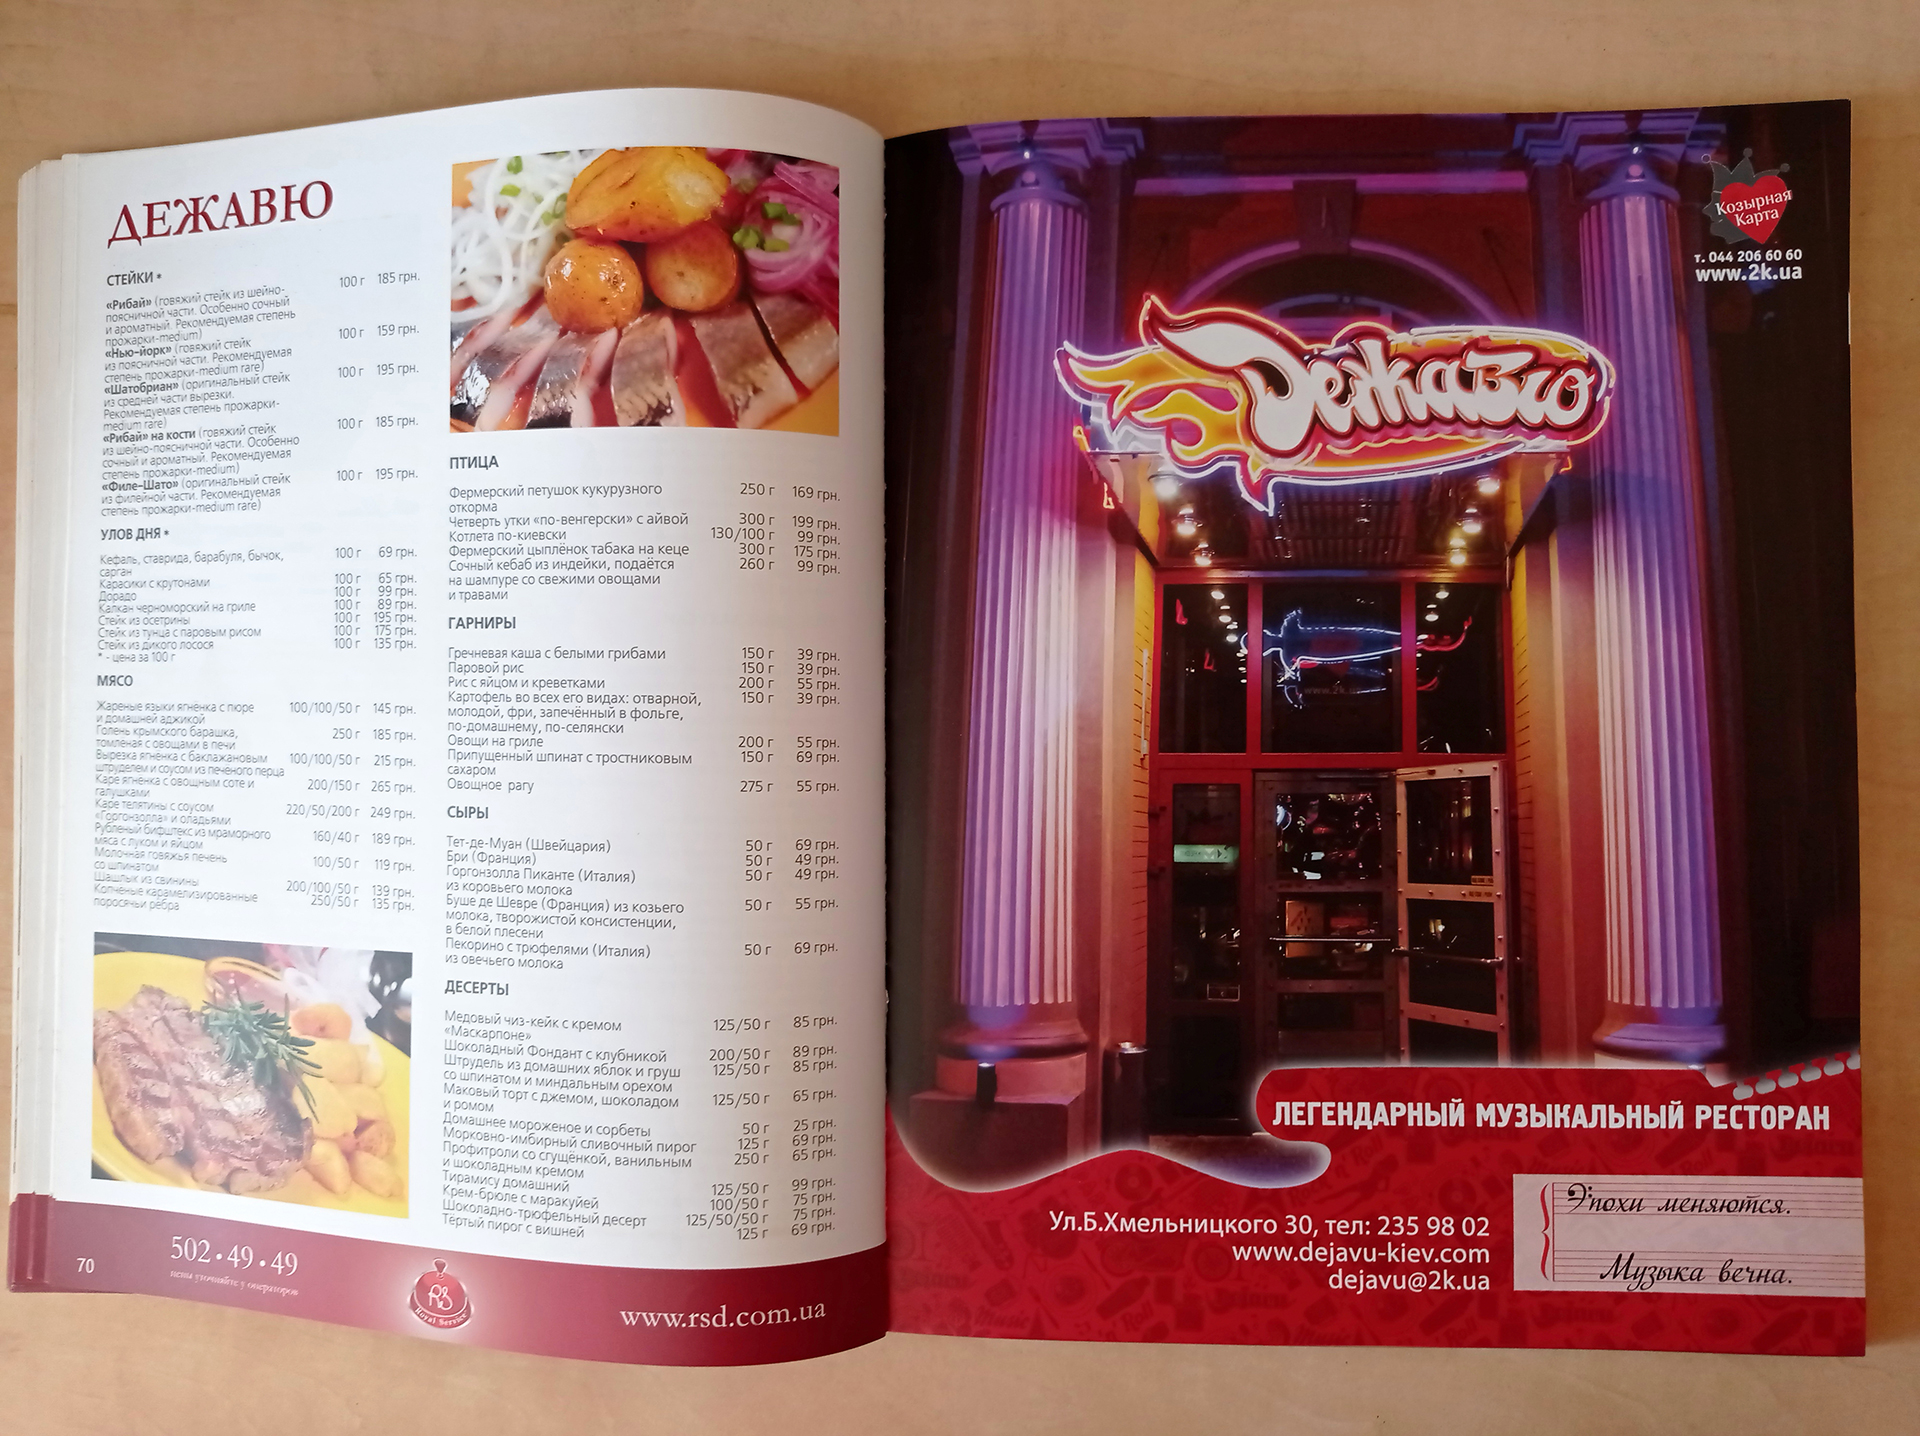 ДЕЖАВЮ
СТЕЙКИ *
«Рибай» (говяжий стейк из шейно- 100 г 185 грн.
поясничной части. Особенно сочный
и ароматный. Рекомендуемая степень
прожарки-medium)
«Нью-йорк» (говяжий стейк 100 г 159 грн.
из поясничной части. Рекомендуемая
степень прожарки-medium rare)
«Шатобриан» (оригинальный стейк 100 г 195 грн.
из средней части вырезки.
Рекомендуемая степень прожарки-
medium rare)
«Рибай» на кости (говяжий стейк 100 г 185 грн.
из шейно-поясничной части. Особенно
сочный и ароматный. Рекомендуемая
степень прожарки-medium)
«Филе-Шато» (оригинальный стейк 100 г 195 грн.
из филейной части. Рекомендуемая
степень прожарки-medium rare)
УЛОВ ДНЯ *
Кефаль, ставрида, барабуля, бычок, 100 г 69 грн.
сарган
Карасики с крутонами 100 г 65 грн.
Дорадо 100 г 99 грн.
Калкан черноморский на гриле 100 г 89 грн.
Стейк из осетрины 100 г 195 грн.
Стейк из тунца с паровым рисом 100 г 175 грн.
Стейк из дикого лосося 100 г 135 грн.
* - цена за 100 г
МЯСО
Жареные языки ягнёнка с пюре 100/100/50 г 145 грн.
и домашней аджикой
Голень крымского барашка, 250 г 185 грн.
томлёная с овощами в печи
Вырезка ягнёнка с баклажановым 100/100/50 г 215 грн.
штруделем и соусом из печёного перца
Каре ягнёнка с овощным соте и 200/150 г 265 грн.
галушками
Каре телятины с соусом 220/50/200 г 249 грн.
«Горгонзолла» и оладьями
Рубленый бифштекс из мраморного 160/40 г 189 грн.
мяса с луком и яйцом
Молочная говяжья печень 100/50 г 119 грн.
со шпинатом
Шашлык из свинины 200/100/50 г 139 грн.
Копченые карамелизированные 250/50 г 135 грн.
поросячьи рёбра
70
502•49•49
цены уточняйте у операторов
ПТИЦА
Фермерский петушок кукурузного 250 г 169 грн.
откорма
Четверть утки «по-венгерски» с айвой 300 г 199 грн.
Котлета по-киевски 130/100 г 99 грн.
Фермерский цыплёнок табака на кеце 300 г 175 грн.
Сочный кебаб из индейки, подаётся 260 г 99 грн.
на шампуре со свежими овощами
и травами
ГАРНИРЫ
Гречневая каша с белыми грибами 150 г 39 грн.
Паровой рис 150 г 39 грн.
Рис с яйцом и креветками 200 г 55 грн.
Картофель во всех его видах: отварной, 150 г 39 грн.
молодой, фри, запечённый в фольге,
по-домашнему, по-селянски
Овощи на гриле 200 г 55 грн.
Припущенный шпинат с тростниковым 150 г 69 грн.
сахаром
Овощное рагу 275 г 55 грн.
СЫРЫ
Тет-де-Муан (Швейцария) 50 г 69 грн.
Бри (Франция) 50 г 49 грн.
Горгонзолла Пиканте (Италия) 50 г 49 грн.
из коровьего молока
Буше де Шевре (Франция) из козьего 50 г 55 грн.
молока, творожистой консистенции,
в белой плесени
Пекорино с трюфелями (Италия) 50 г 69 грн.
из овечьего молока
ДЕСЕРТЫ
Медовый чиз-кейк с кремом 125/50 г 85 грн.
«Маскарпоне»
Шоколадный Фондант с клубникой 200/50 г 89 грн.
Штрудель из домашних яблок и груш 125/50 г 85 грн.
со шпинатом и миндальным орехом
Маковый торт с джемом, шоколадом 125/50 г 65 грн.
и ромом
Домашнее мороженое и сорбеты 50 г 25 грн.
Морковно-имбирный сливочный пирог 125 г 69 грн.
Профитроли со сгущёнкой, ванильным 250 г 65 грн.
и шоколадным кремом
Тирамису домашний 125/50 г 99 грн.
Крем-брюле с маракуйей 100/50 г 75 грн.
Шоколадно-трюфельный десерт 125/50/50 г 75 грн.
Тертый пирог с вишней 125 г 69 грн.
RS
Royal Service
www.rsd.com.ua
Козырная
Карта
т. 044 206 60 60
www.2k.ua
Дежавю
www.2k.ua
ЛЕГЕНДАРНЫЙ МУЗЫКАЛЬНЫЙ РЕСТОРАН
Ул.Б.Хмельницкого 30, тел: 235 98 02
www.dejavu-kiev.com
dejavu@2k.ua
Эпохи меняются.
Музыка вечна.